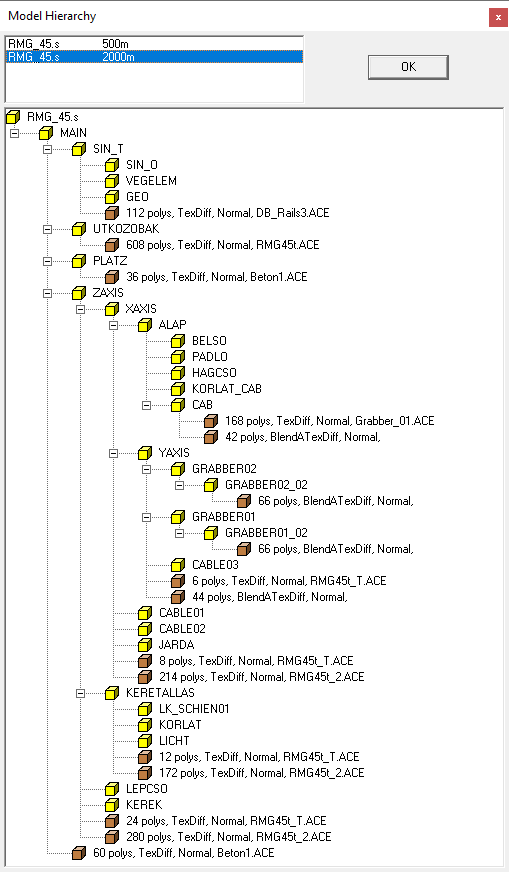 Model Hierarchy
RMG_45.s 500m
RMG_45.s 2000m
OK
RMG_45.s
MAIN
SIN_T
SIN_O
VEGELEM
GEO
112 polys, TexDiff, Normal, DB_Rails3.ACE
UTKOZOBAK
608 polys, TexDiff, Normal, RMG45t.ACE
PLATZ
36 polys, TexDiff, Normal, Beton1.ACE
ZAXIS
XAXIS
ALAP
BELSO
PADLO
HAGCSO
KORLAT_CAB
CAB
168 polys, TexDiff, Normal, Grabber_01.ACE
42 polys, BlendATexDiff, Normal,
YAXIS
GRABBER02
GRABBER02_02
66 polys, BlendATexDiff, Normal,
GRABBER01
GRABBER01_02
66 polys, BlendATexDiff, Normal,
CABLE03
6 polys, TexDiff, Normal, RMG45t_T.ACE
44 polys, BlendATexDiff, Normal,
CABLE01
CABLE02
JARDA
8 polys, TexDiff, Normal, RMG45t_T.ACE
214 polys, TexDiff, Normal, RMG45t_2.ACE
KERETALLAS
LK_SCHIEN01
KORLAT
LICHT
12 polys, TexDiff, Normal, RMG45t_T.ACE
172 polys, TexDiff, Normal, RMG45t_2.ACE
LEPCSO
KEREK
24 polys, TexDiff, Normal, RMG45t_T.ACE
280 polys, TexDiff, Normal, RMG45t_2.ACE
60 polys, TexDiff, Normal, Beton1.ACE